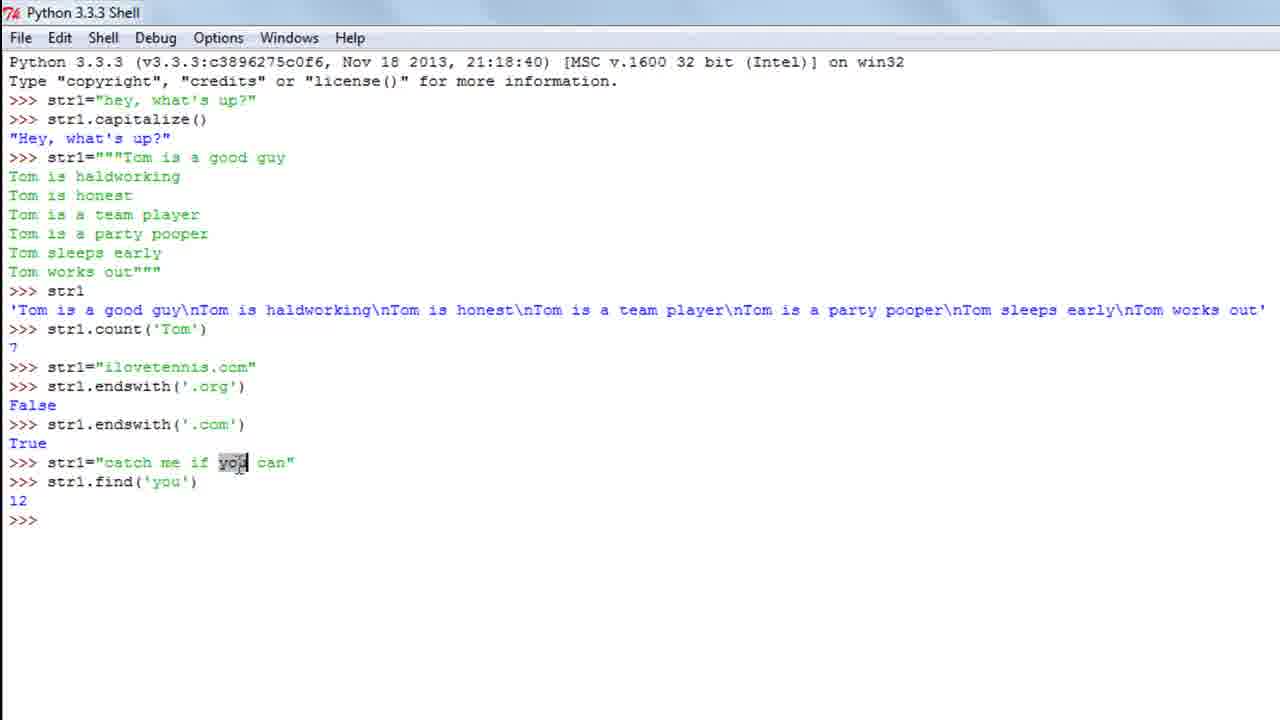 Python 3.3.3 Shell
File Edit Shell Debug Options Windows Help
Python 3.3.3 (v3.3.3:c3896275c0f6, Nov 18 2013, 21:18:40) [MSC v.1600 32 bit (Intel)] on win32
Type "copyright", "credits" or "license()" for more information.
>>> str1="hey, what's up?"
>>> str1.capitalize()
"Hey, what's up?"
>>> str1="""Tom is a good guy
Tom is haldworking
Tom is honest
Tom is a team player
Tom is a party pooper
Tom sleeps early
Tom works out"""
>>> str1
'Tom is a good guy\nTom is haldworking\nTom is honest\nTom is a team player\nTom is a party pooper\nTom sleeps early\nTom works out'
>>> str1.count('Tom')
7
>>> str1="ilovetennis.com"
>>> str1.endswith('.org')
False
>>> str1.endswith('.com')
True
>>> str1="catch me if you can"
>>> str1.find('you')
12
>>>